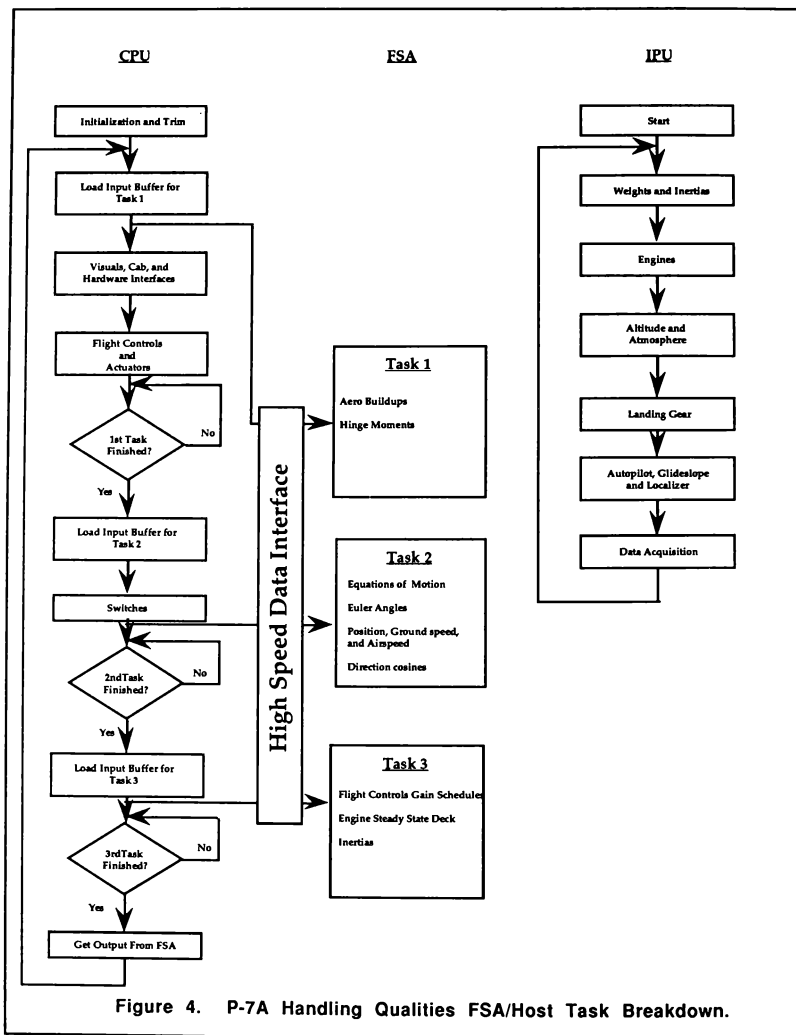 CPU
Initialization and Trim
Load Input Buffer for
Task 1
Visuals, Cab, and
Hardware Interfaces
Flight Controls
and
Actuators
1st Task
Finished?
No
Yes
Load Input Buffer for
Task 2
Switches
2ndTask
Finished?
No
Yes
Load Input Buffer for
Task 3
3rdTask
Finished?
No
Yes
Get Output From FSA
High Speed Data Interface
FSA
Task 1
Aero Buildups
Hinge Moments
Task 2
Equations of Motion
Euler Angles
Position, Ground speed,
and Airspeed
Direction cosines
Task 3
Flight Controls Gain Schedules
Engine Steady State Deck
Inertias
IPU
Start
Weights and Inertias
Engines
Altitude and
Atmosphere
Landing Gear
Autopilot, Glideslope
and Localizer
Data Acquisition
Figure 4. P-7A Handling Qualities FSA/Host Task Breakdown.